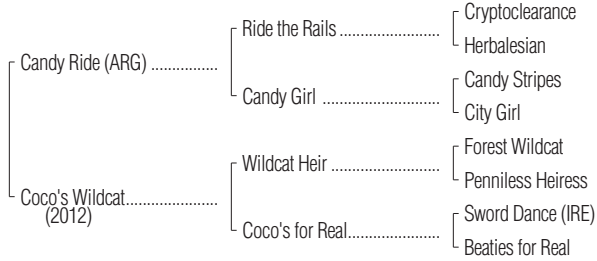 Cryptoclearance
Ride the Rails ....................
Herbalesian
Candy Ride (ARG) ................
Candy Stripes
Candy Girl .......................
City Girl
Forest Wildcat
Wildcat Heir .....................
Penniless Heiress
Coco's Wildcat.....................
(2012)
Sword Dance (IRE)
Coco's for Real..................
Beaties for Real